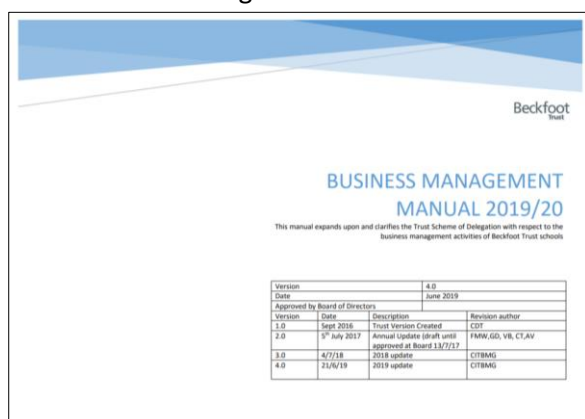 Beckfoot
Trust
BUSINESS MANAGEMENT
MANUAL 2019/20
This manual expands upon and clarifies the Trust Scheme of Delegation with respect to the
business management activities of Beckfoot Trust schools
Version 4.0
Date June 2019
Approved by Board of Directors
Version Date Description Revision author
1.0 Sept 2016 Trust Version Created CDT
2.0 5th July 2017 Annual Update (draft until approved at Board 13/7/17 FMW,GD, VB, CT,AV
3.0 4/7/18 2018 update CITBMG
4.0 21/6/19 2019 update CITBMG